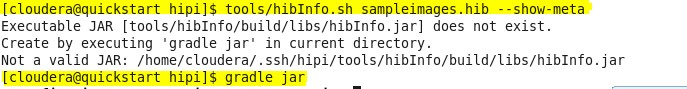 [cloudera@quickstart hipi]$ tools/hibInfo.sh sampleimages.hib --show-meta
Executable JAR [tools/hibInfo/build/libs/hibInfo.jar] does not exist.
Create by executing 'gradle jar' in current directory.
Not a valid JAR: /home/cloudera/.ssh/hipi/tools/hibInfo/build/libs/hibInfo.jar
[cloudera@quickstart hipi]$ gradle jar